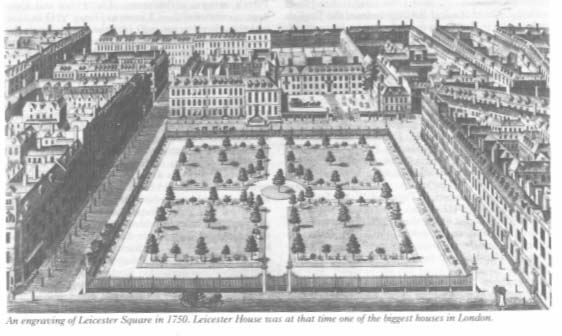 An engraving of Leicester Square in 1750. Leicester House was at that time one of the biggest houses in London.